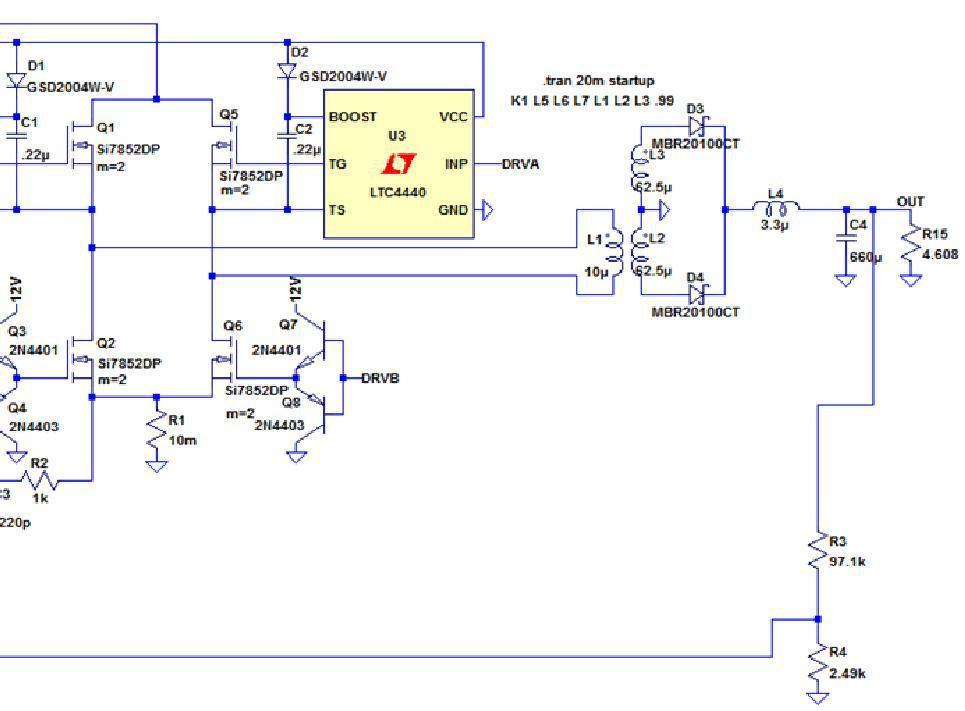 D1
GSD2004W-V
D2
GSD2004W-V
.tran 20m startup
K1 L5 L6 L7 L1 L2 L3 .99
D3
MBR20100CT
C1
.22µ
Q1
Si7852DP
m=2
Q5
Si7852DP
m=2
C2
.22µ
BOOST
VCC
U3
TG
INP
DRVA
LTC4440
TS
GND
L3
62.5µ
L1
10µ
L2
62.5µ
L4
3.3µ
OUT
C4
660µ
R15
4.608
D4
MBR20100CT
12V
12V
Q3
2N4401
Q2
Si7852DP
m=2
Q6
Si7852DP
m=2
Q7
2N4401
DRVB
Q4
2N4403
Q8
2N4403
R1
10m
R2
1k
:3
220p
R3
97.1k
R4
2.49k